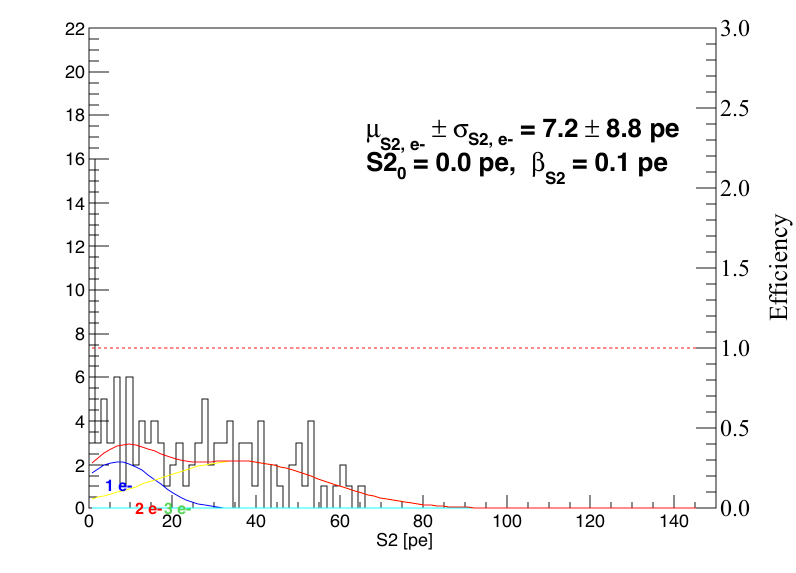 22
20
18
16
14
12
10
8
6
4
2
0
3.0
2.5
2.0
1.5
1.0
0.5
0.0
Efficiency
μS2, e- ± σS2, e- = 7.2 ± 8.8 pe
S20 = 0.0 pe, βS2 = 0.1 pe
1 e-
2 e-
3 e-
0 20 40 60 80 100 120 140
S2 [pe]